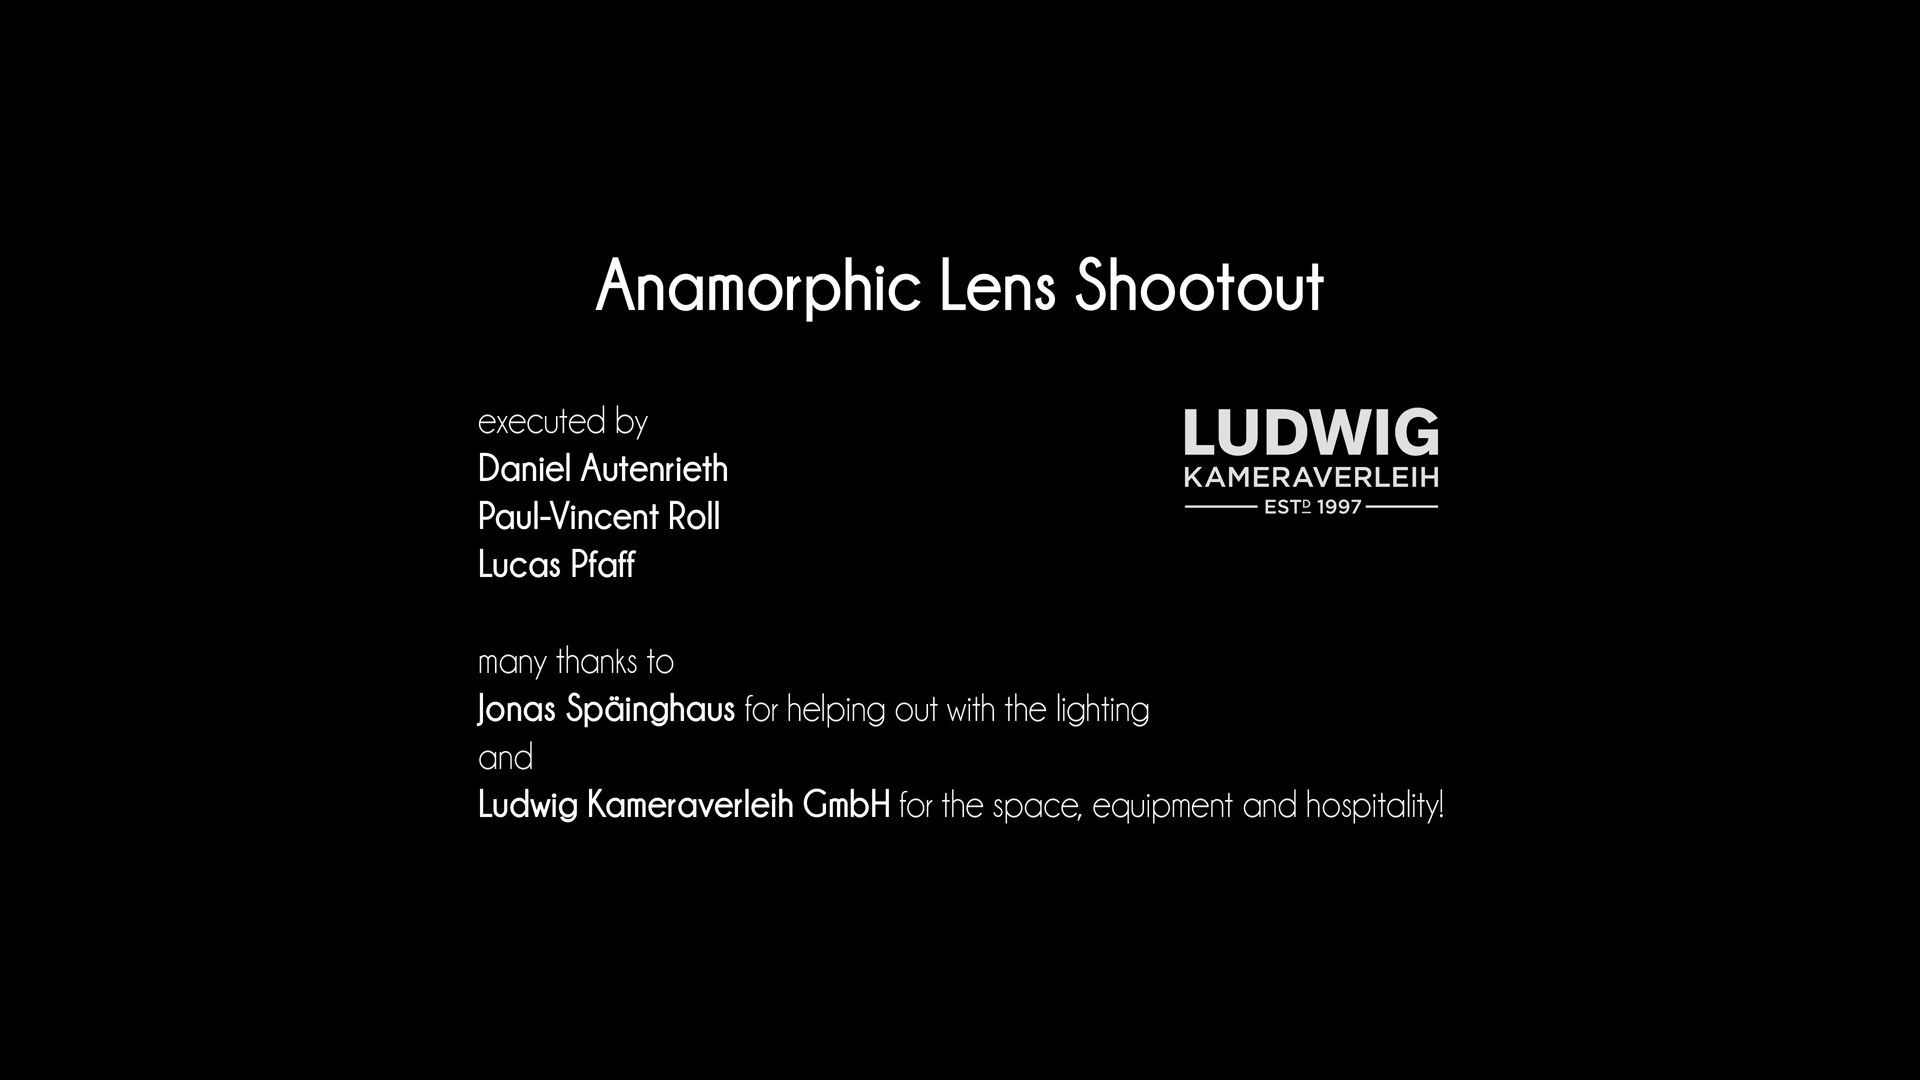 Anamorphic Lens Shootout
executed by
Daniel Autenrieth
Paul-Vincent Roll
Lucas Pfaff
LUDWIG
KAMERAVERLEIH
ESTD 1997
many thanks to
Jonas Späinghaus for helping out with the lighting
and
Ludwig Kameraverleih GmbH for the space, equipment and hospitality!